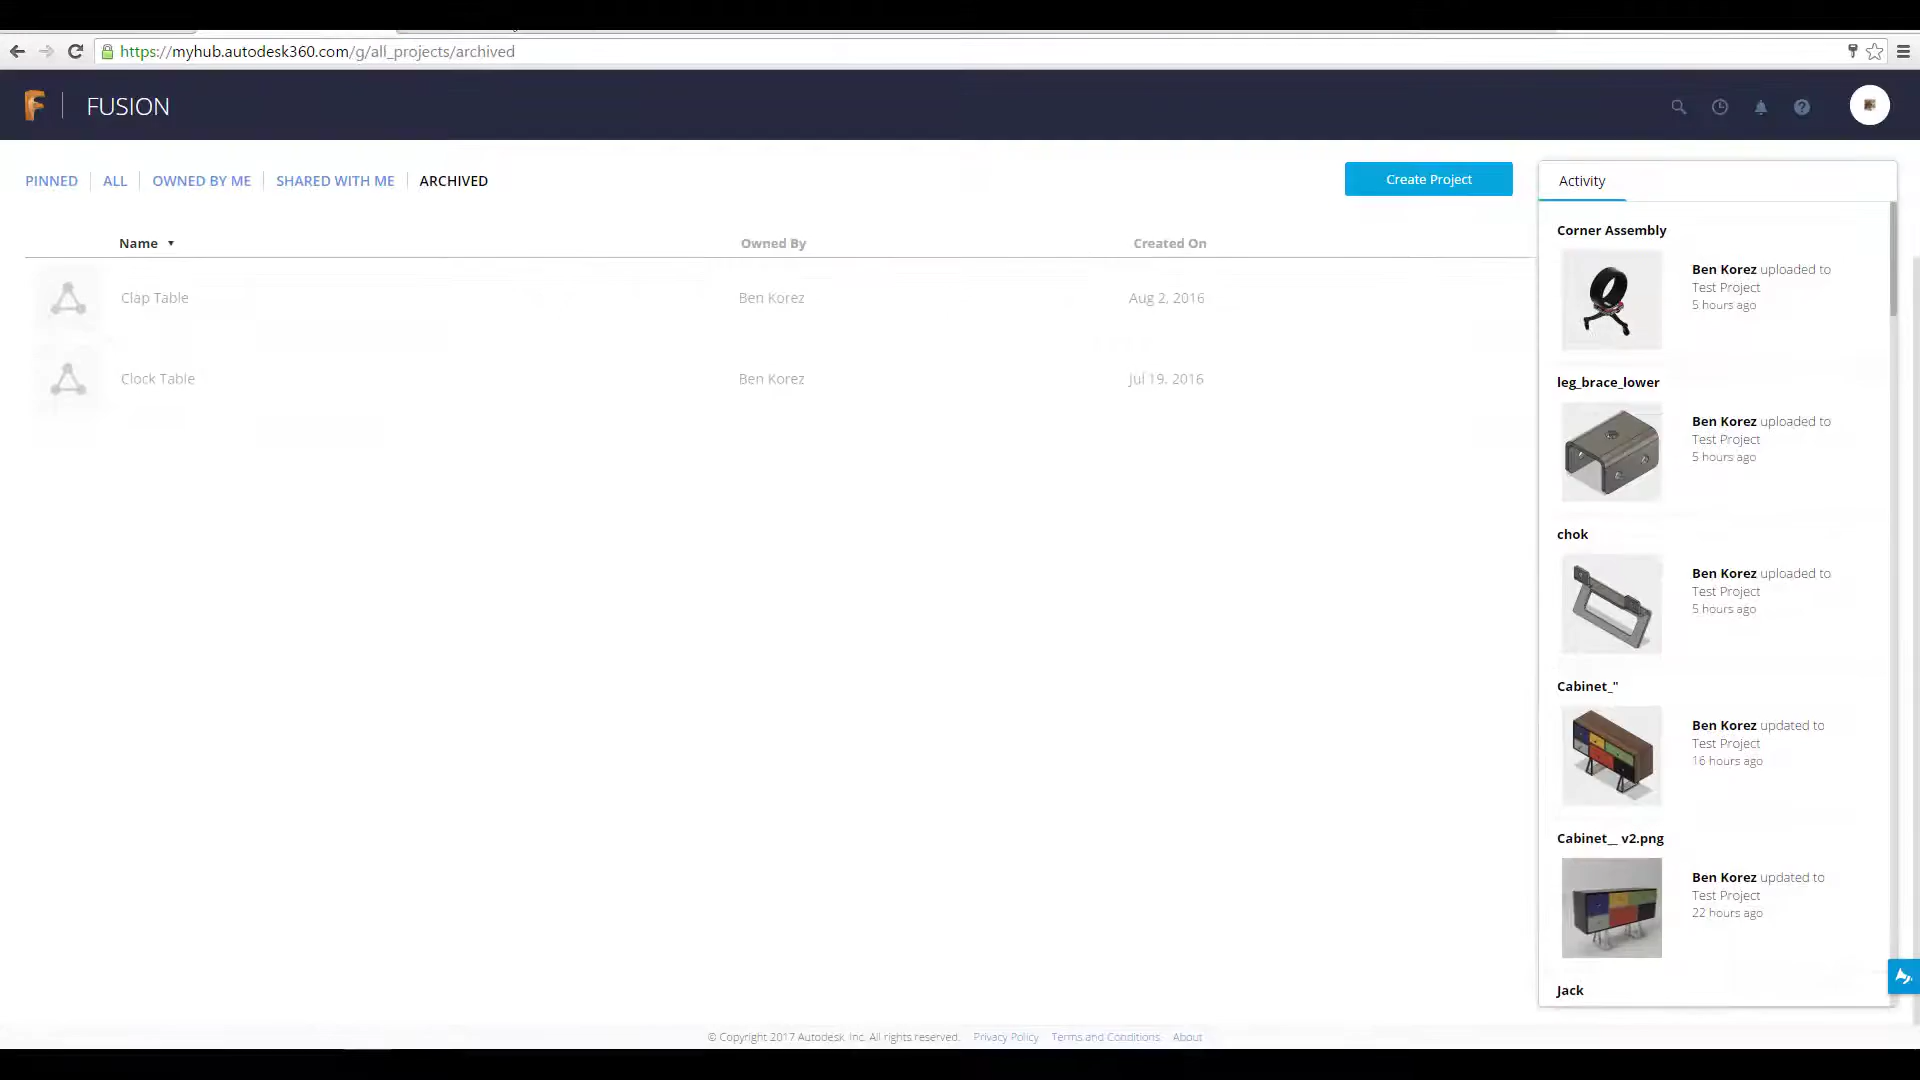 https://myhub.autodesk360.com/g/all_projects/archived
FUSION
PINNED ALL OWNED BY ME SHARED WITH ME ARCHIVED
Create Project
Name Owned By Created On
Clap Table Ben Korez Aug 2, 2016
Clock Table Ben Korez Jul 19, 2016
Activity
Corner Assembly
Ben Korez uploaded to
Test Project
5 hours ago
leg_brace_lower
Ben Korez uploaded to
Test Project
5 hours ago
chok
Ben Korez uploaded to
Test Project
5 hours ago
Cabinet_"
Ben Korez updated to
Test Project
16 hours ago
Cabinet__ v2.png
Ben Korez updated to
Test Project
22 hours ago
Jack
© Copyright 2017 Autodesk, Inc. All rights reserved. Privacy Policy Terms and Conditions About